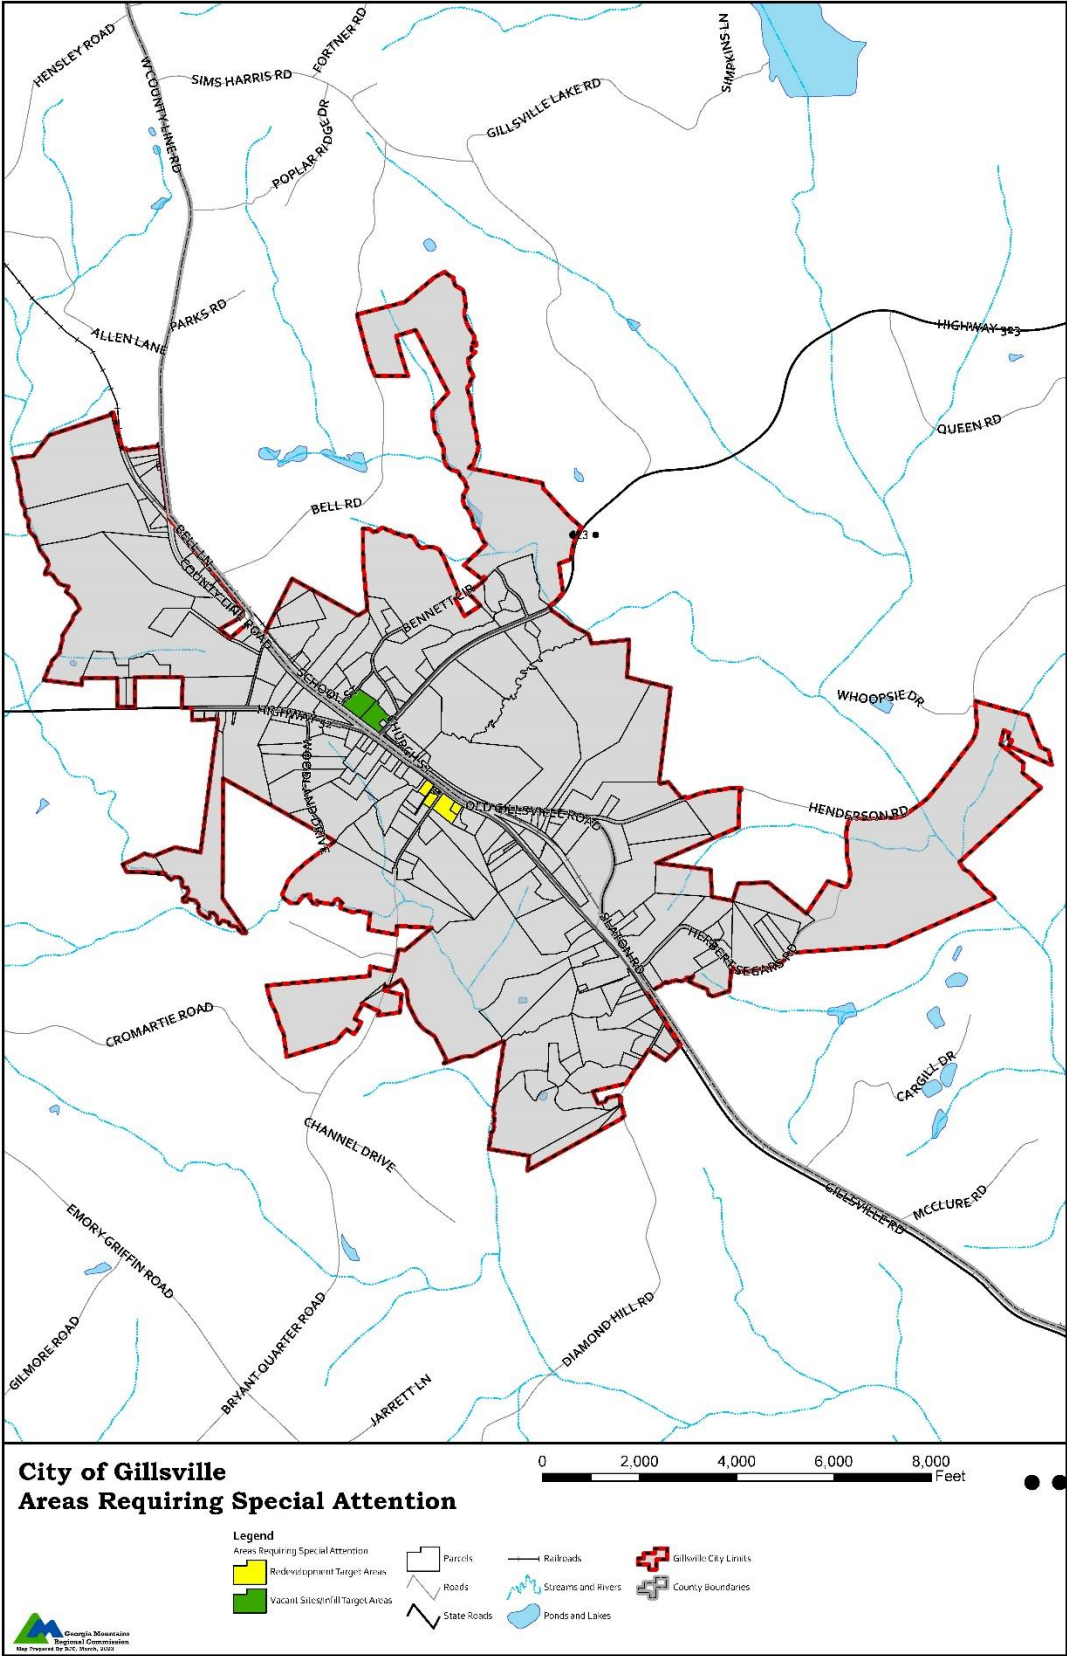 HENSLEY ROAD
W COUNTY LINE RD
SIMS HARRIS RD
FORTNER RD
POPLAR RIDGE DR
GILLSVILLE LAKE RD
SIMPKINS LN
ALLEN LANE
PARKS RD
HIGHWAY 323
QUEEN RD
BELL RD
BELL LN
COUNTY LINE ROAD
BENNETT CIR
SCHOOL ST
HIGHWAY 52
CHURCH ST
WOODLAND DRIVE
OLD GILLSVILLE ROAD
WHOOPSIE DR
HENDERSON RD
SEATON RD
HERBERT SEGARS RD
CROMARTIE ROAD
CARGILL DR
CHANNEL DRIVE
GILLSVILLE RD
MCCLURE RD
EMORY GRIFFIN ROAD
GILMORE ROAD
BRYANT QUARTER ROAD
DIAMOND HILL RD
JARRETT LN
City of Gillsville
Areas Requiring Special Attention
0 2,000 4,000 6,000 8,000
Feet
Legend
Areas Requiring Special Attention
Redevelopment Target Areas
Vacant Sites/Infill Target Areas
Parcels
Roads
State Roads
Railroads
Streams and Rivers
Ponds and Lakes
Gillsville City Limits
County Boundaries
Georgia Mountains
Regional Commission